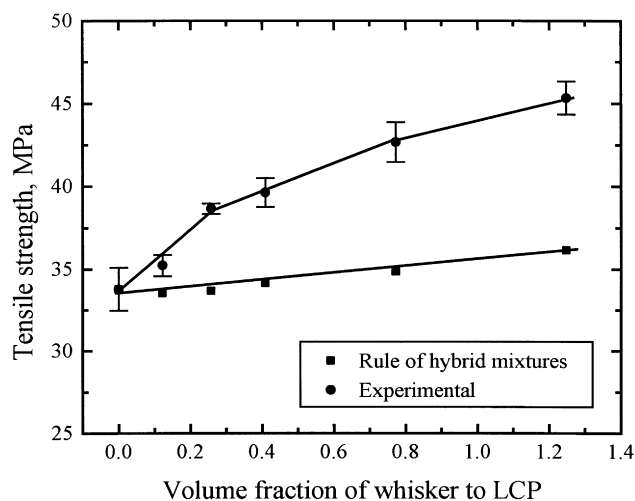 50
45
40
35
33
25
Tensile strength, MPa
Rule of hybrid mixtures
Experimental
0.0 0.2 0.4 0.6 0.8 1.0 1.2 1.4
Volume fraction of whisker to LCP